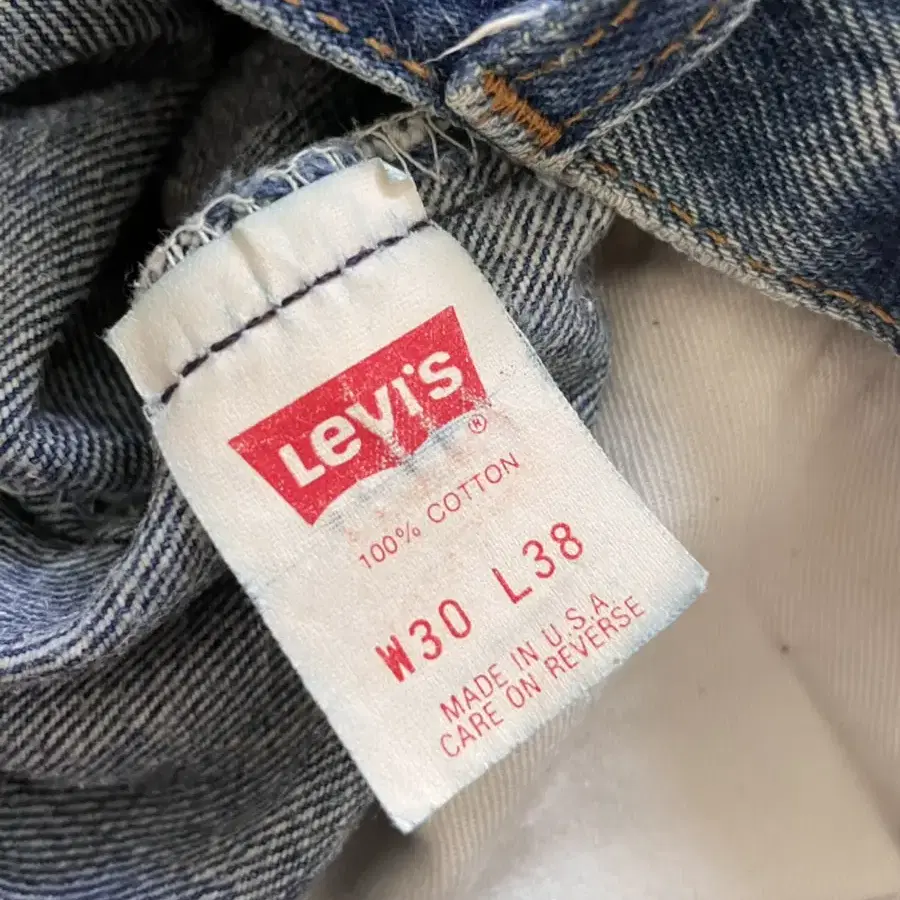 LEVI'S ®
100% COTTON
W30 L38
MADE IN U.S.A.
CARE ON REVERSE